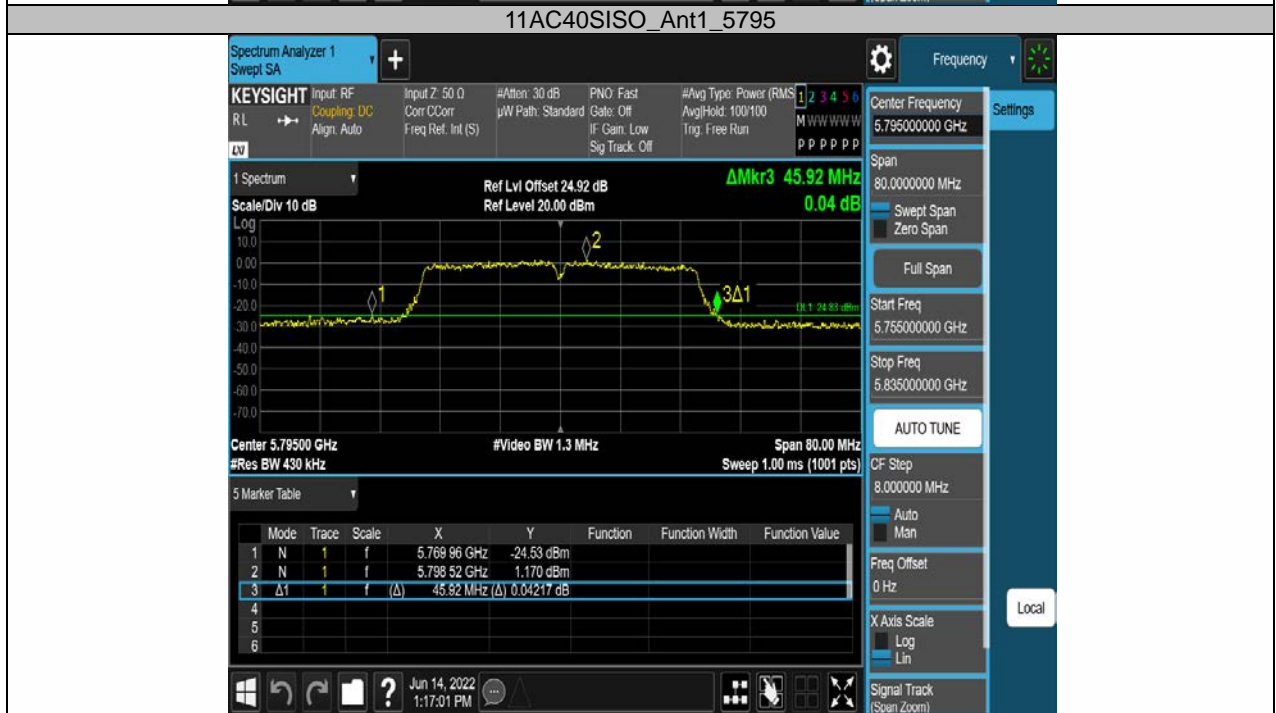 11AC40SISO_Ant1_5795
Spectrum Analyzer 1
Swept SA
+
Frequency
KEYSIGHT
RL
LXI
Input: RF
Coupling: DC
Align: Auto
Input Z: 50 Ω
Corr CCorr
Freq Ref: Int (S)
#Atten: 30 dB
µW Path: Standard
PNO: Fast
Gate: Off
IF Gain: Low
Sig Track: Off
#Avg Type: Power (RMS
Avg|Hold: 100/100
Trig: Free Run
1 2 3 4 5 6
M W W W W W
P P P P P P
1 Spectrum
Scale/Div 10 dB
Ref Lvl Offset 24.92 dB
Ref Level 20.00 dBm
ΔMkr3 45.92 MHz
0.04 dB
Log
10.0
0.00
-10.0
-20.0
-30.0
-40.0
-50.0
-60.0
-70.0
1
2
3Δ1
DL1 -24.83 dBm
Center 5.79500 GHz
#Res BW 430 kHz
#Video BW 1.3 MHz
Span 80.00 MHz
Sweep 1.00 ms (1001 pts)
5 Marker Table
Mode Trace Scale X Y Function Function Width Function Value
1 N 1 f 5.769 96 GHz -24.53 dBm
2 N 1 f 5.798 52 GHz 1.170 dBm
3 Δ1 1 f (Δ) 45.92 MHz (Δ) 0.04217 dB
4
5
6
?
Jun 14, 2022
1:17:01 PM
Center Frequency
5.795000000 GHz
Settings
Span
80.0000000 MHz
Swept Span
Zero Span
Full Span
Start Freq
5.755000000 GHz
Stop Freq
5.835000000 GHz
AUTO TUNE
CF Step
8.000000 MHz
Auto
Man
Freq Offset
0 Hz
X Axis Scale
Log
Lin
Local
Signal Track
(Span Zoom)